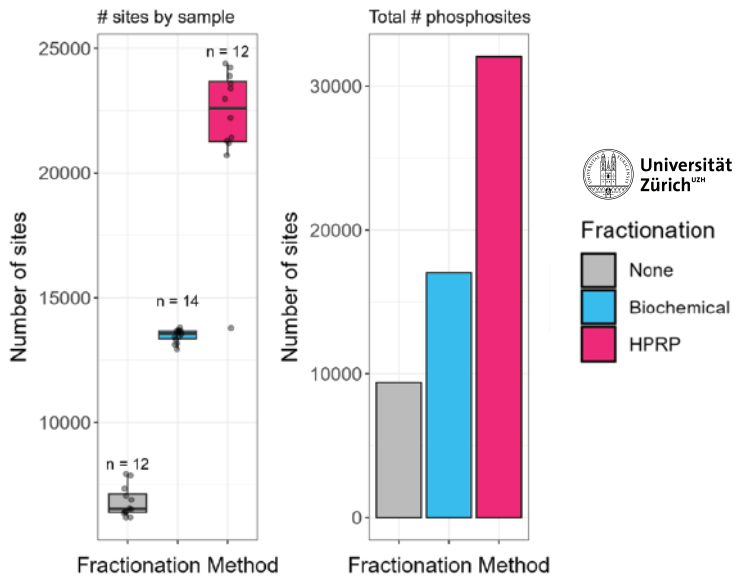 # sites by sample
Total # phosphosites
25000
20000
15000
10000
Number of sites
n = 12
n = 14
n = 12
Fractionation Method
30000
20000
10000
0
Number of sites
Fractionation Method
Universität
Zürich UZH
Fractionation
None
Biochemical
HPRP